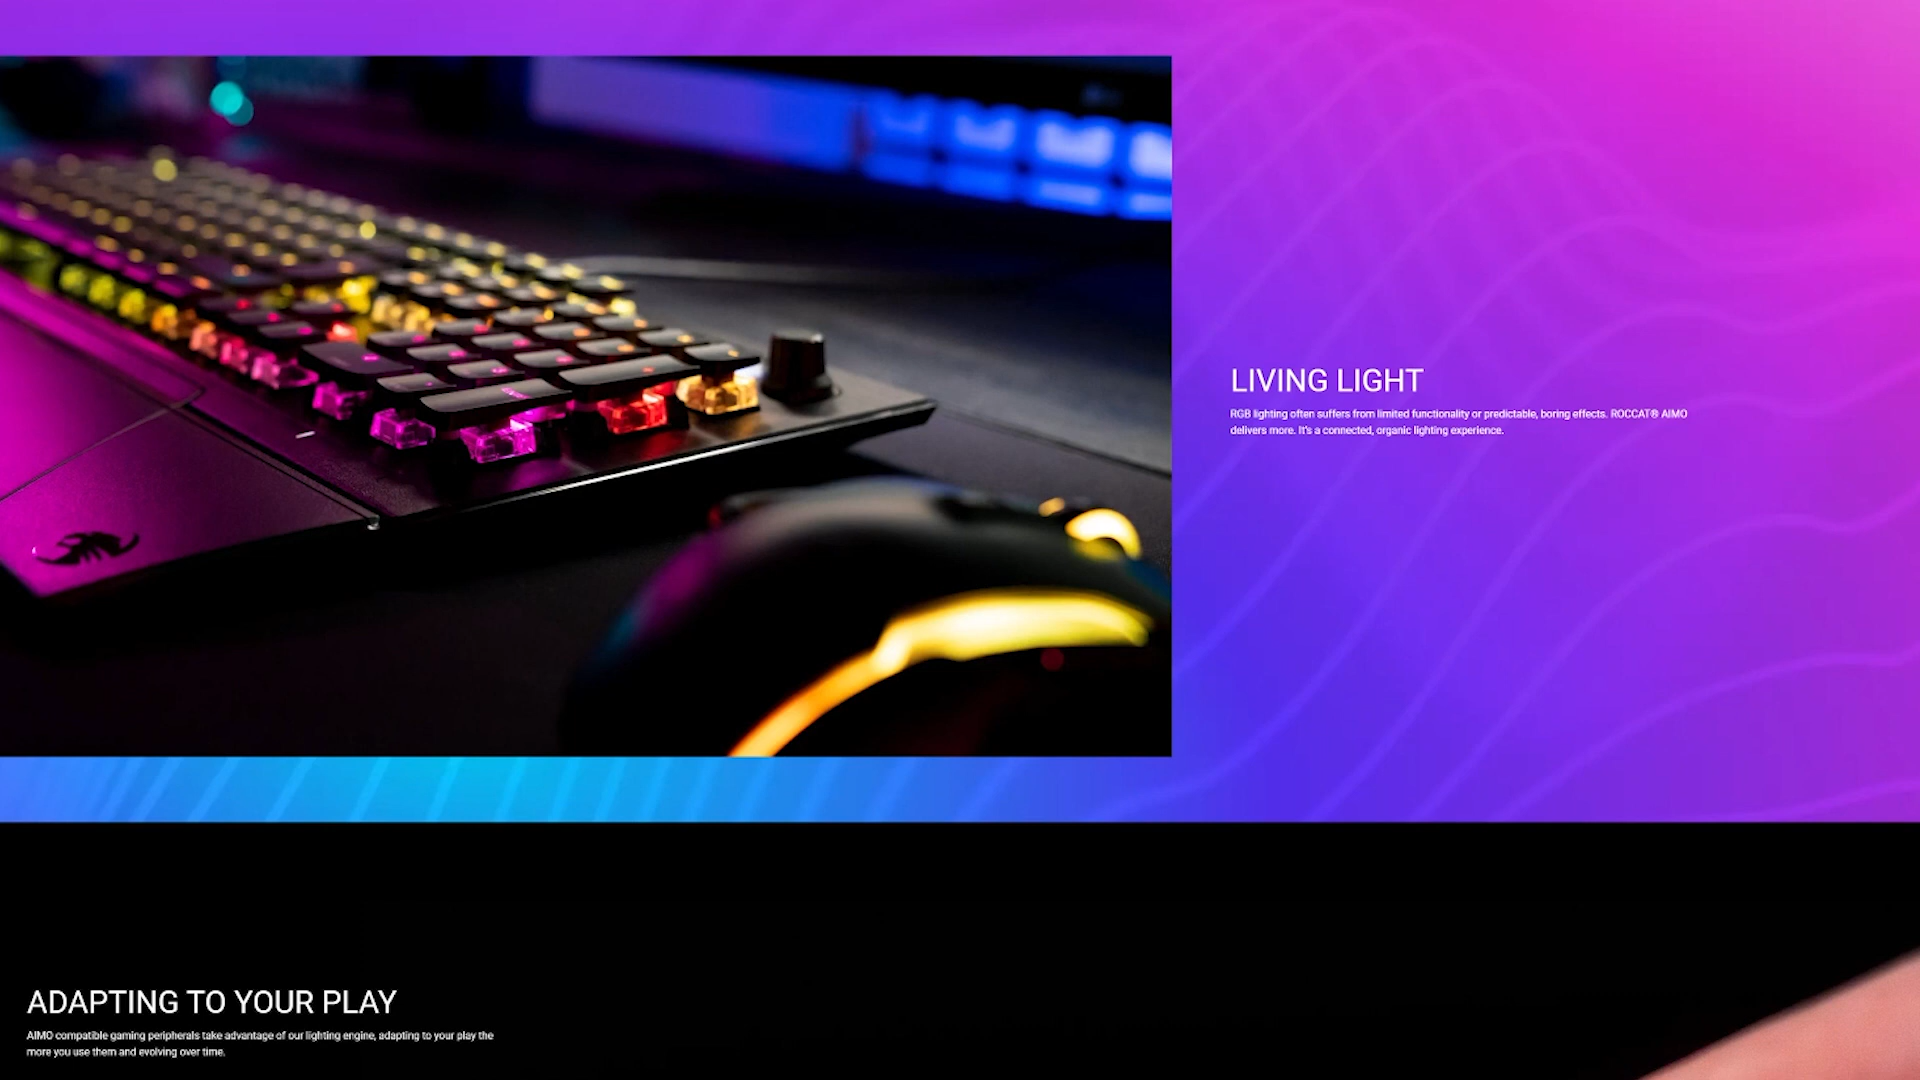 LIVING LIGHT
RGB lighting often suffers from limited functionality or predictable, boring effects. ROCCAT® AIMO
delivers more. It's a connected, organic lighting experience.
ADAPTING TO YOUR PLAY
AIMO compatible gaming peripherals take advantage of our lighting engine, adapting to your play the
more you use them and evolving over time.